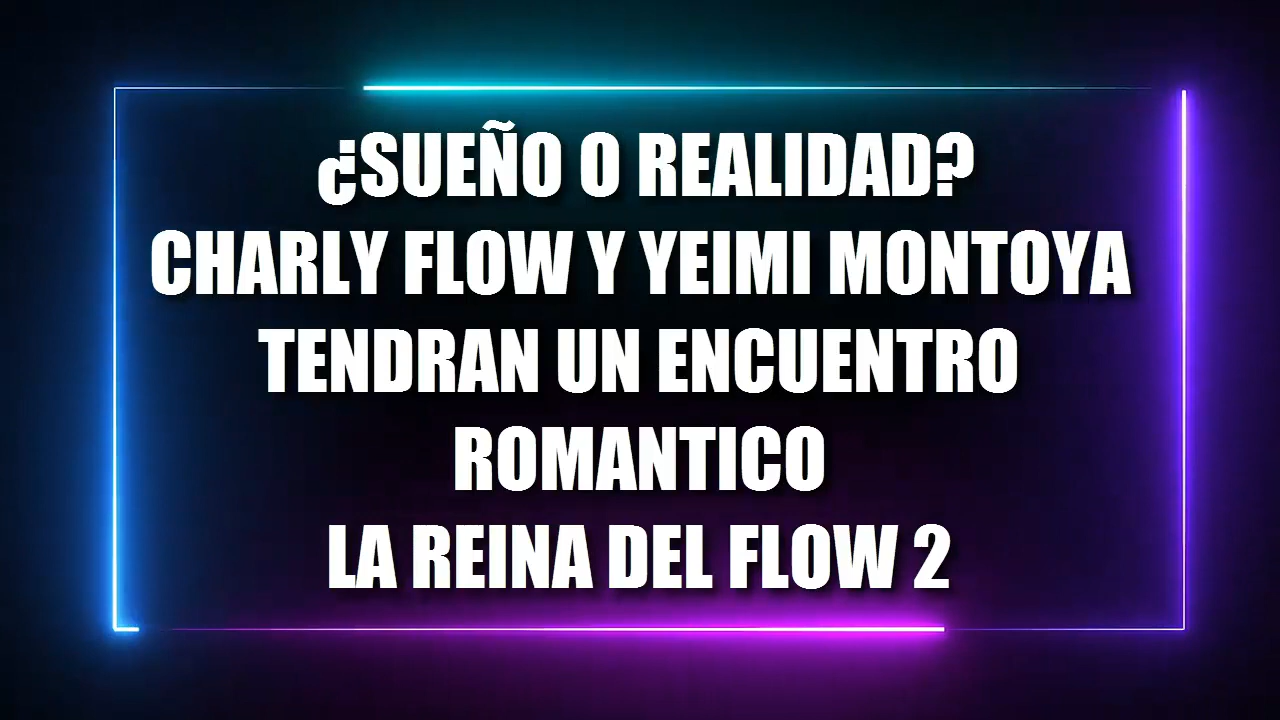 ¿SUEÑO O REALIDAD?
CHARLY FLOW Y YEIMI MONTOYA
TENDRAN UN ENCUENTRO
ROMANTICO
LA REINA DEL FLOW 2